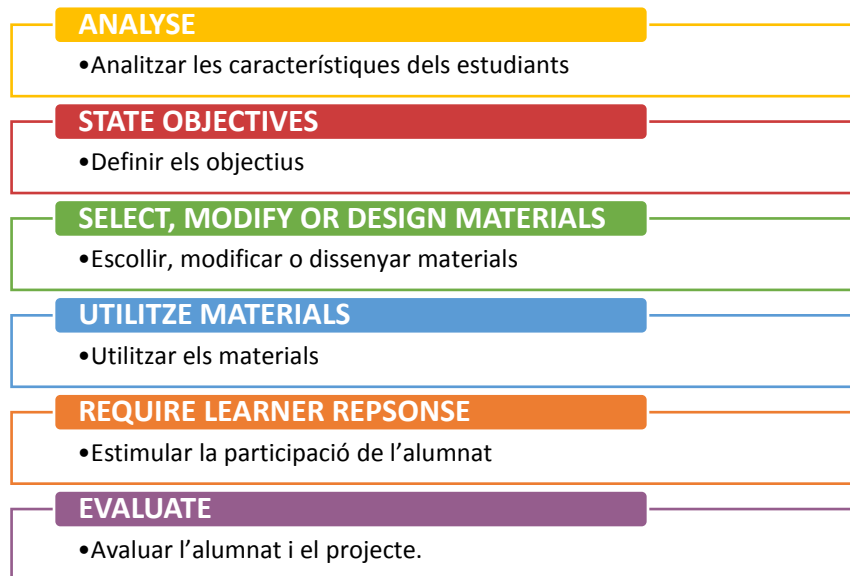 ANALYSE
•Analitzar les característiques dels estudiants
STATE OBJECTIVES
•Definir els objectius
SELECT, MODIFY OR DESIGN MATERIALS
•Escollir, modificar o dissenyar materials
UTILITZE MATERIALS
•Utilitzar els materials
REQUIRE LEARNER REPSONSE
•Estimular la participació de l’alumnat
EVALUATE
•Avaluar l’alumnat i el projecte.